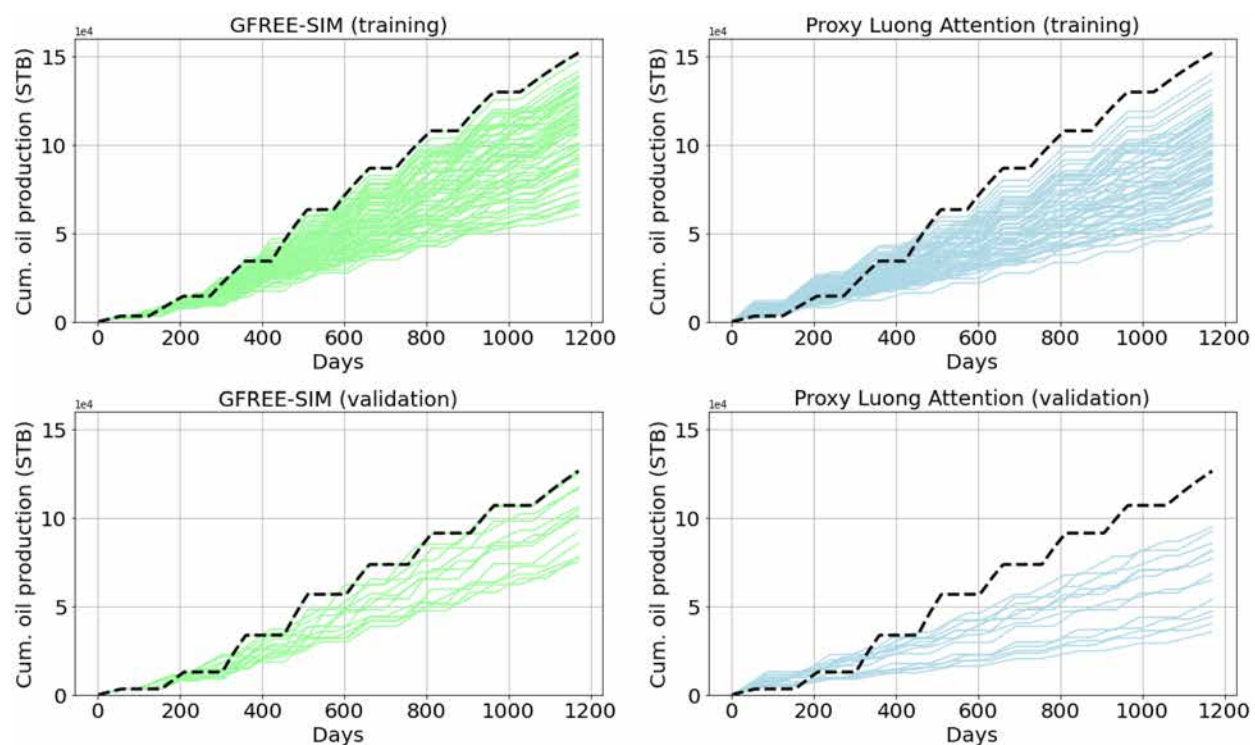 GFREE-SIM (training)
1e4
Cum. oil production (STB)
15
10
5
0
0 200 400 600 800 1000 1200
Days
Proxy Luong Attention (training)
1e4
Cum. oil production (STB)
15
10
5
0
0 200 400 600 800 1000 1200
Days
GFREE-SIM (validation)
1e4
Cum. oil production (STB)
15
10
5
0
0 200 400 600 800 1000 1200
Days
Proxy Luong Attention (validation)
1e4
Cum. oil production (STB)
15
10
5
0
0 200 400 600 800 1000 1200
Days